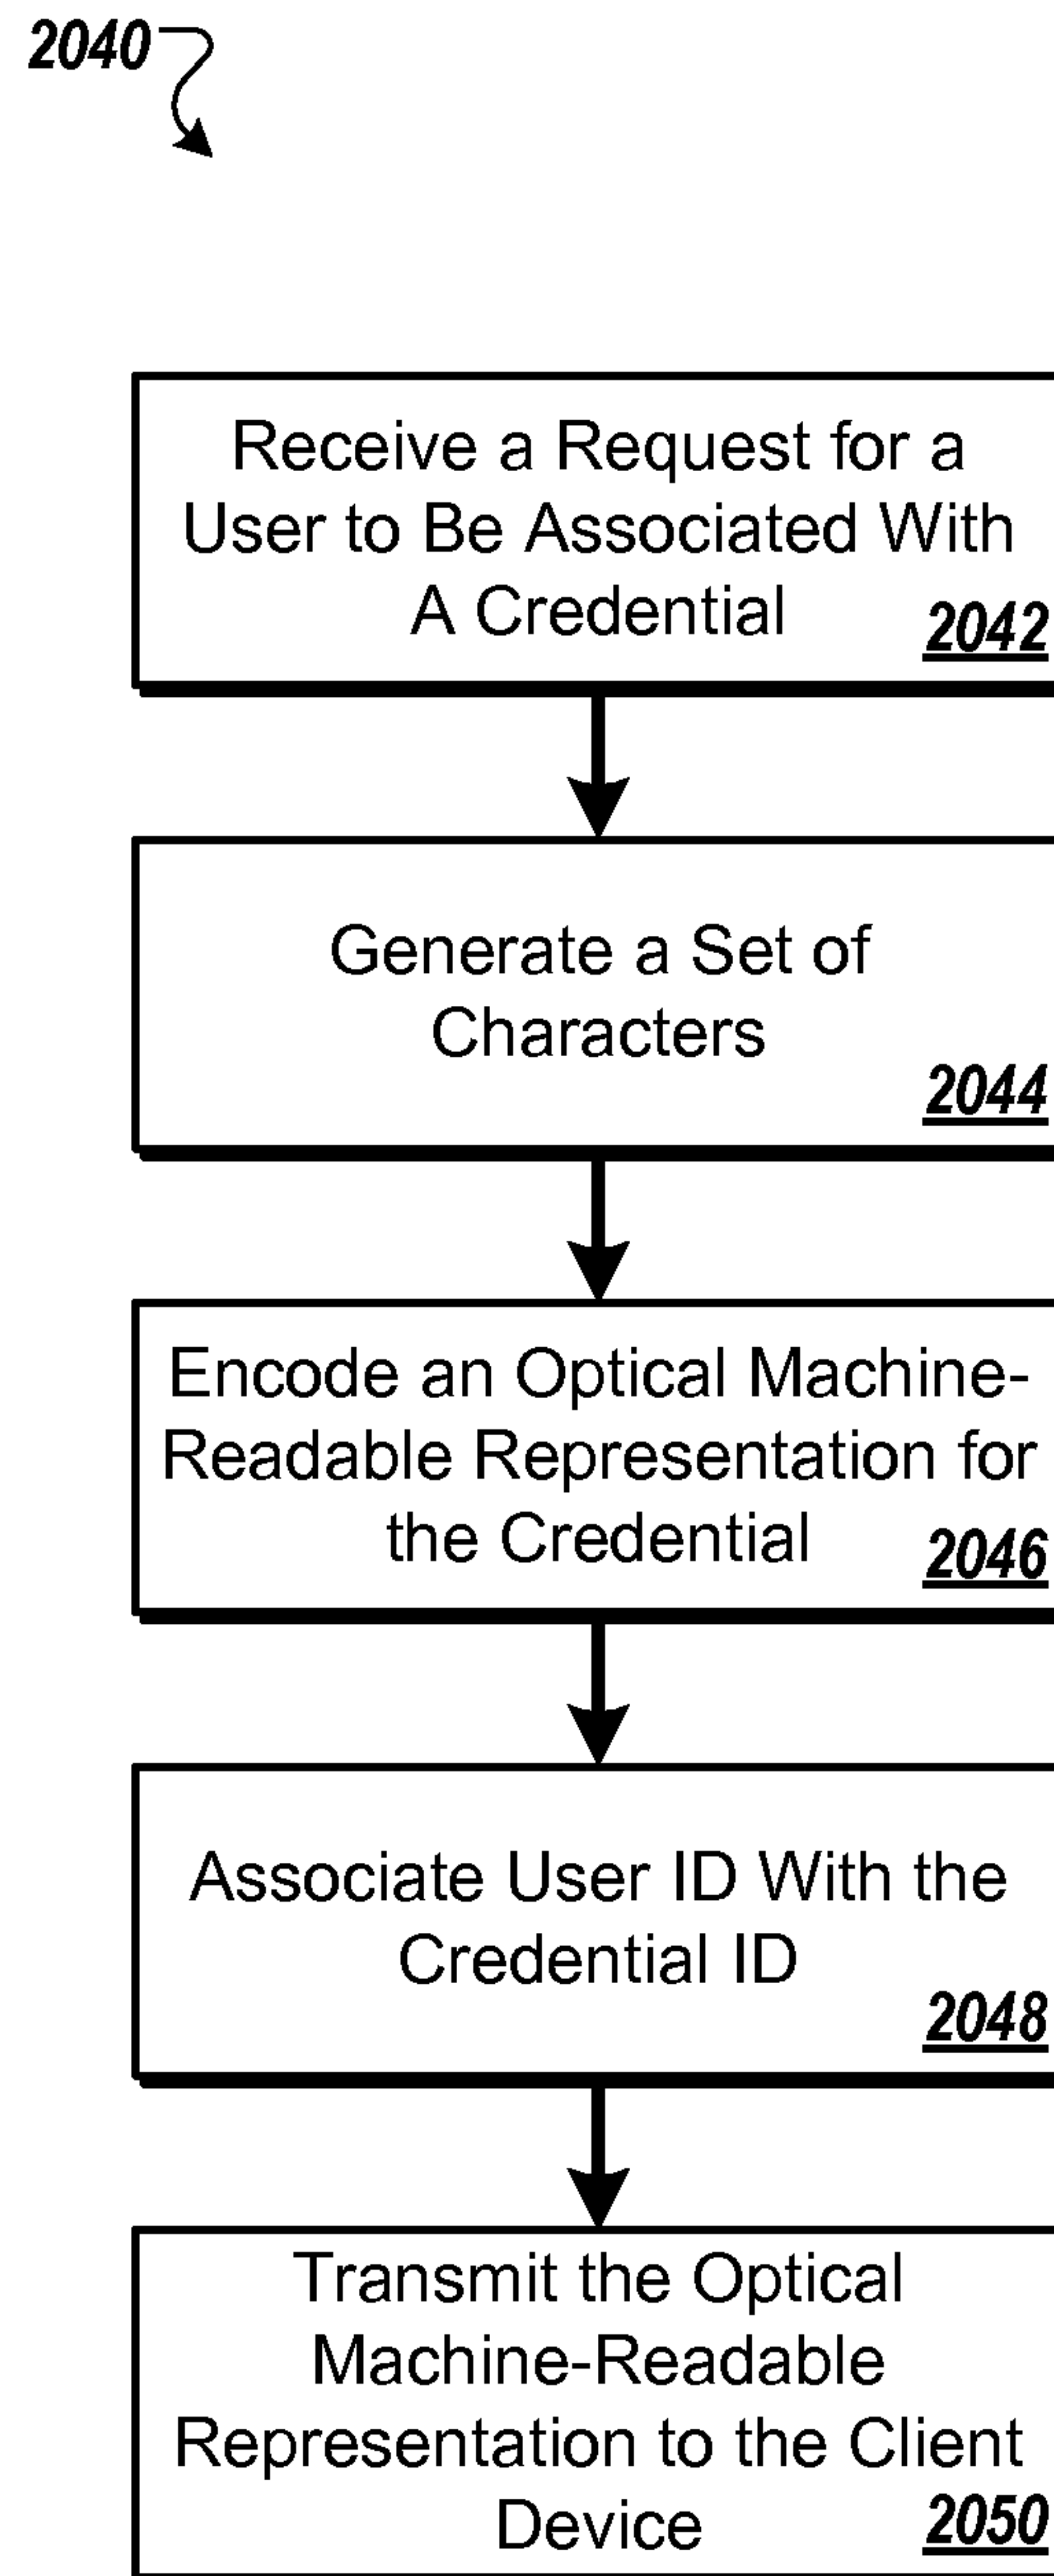 2040
Receive a Request for a
User to Be Associated With
A Credential
2042
Generate a Set of
Characters
2044
Encode an Optical Machine-
Readable Representation for
the Credential
2046
Associate User ID With the
Credential ID
2048
Transmit the Optical
Machine-Readable
Representation to the Client
Device
2050